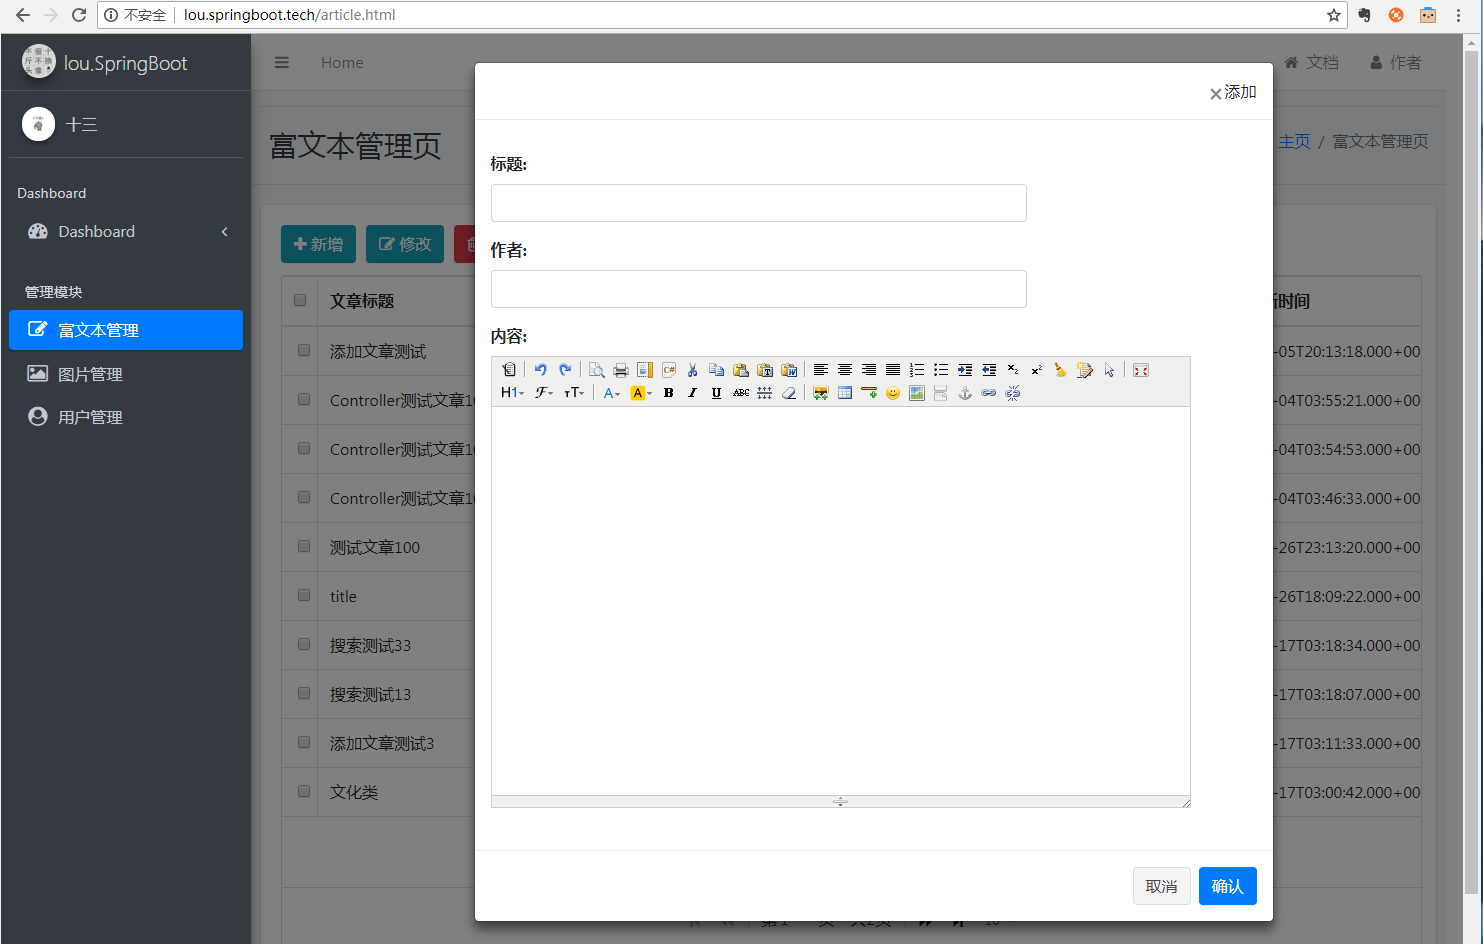 不安全 lou.springboot.tech/article.html
lou.SpringBoot
十三
Dashboard
Dashboard
管理模块
富文本管理
图片管理
用户管理
Home
文档 作者
富文本管理页
主页 / 富文本管理页
新增 修改
文章标题
时间
添加文章测试
-05T20:13:18.000+00
Controller测试文章1
-04T03:55:21.000+00
Controller测试文章1
-04T03:54:53.000+00
Controller测试文章1
-04T03:46:33.000+00
测试文章100
-26T23:13:20.000+00
title
-26T18:09:22.000+00
搜索测试33
-17T03:18:34.000+00
搜索测试13
-17T03:18:07.000+00
添加文章测试3
-17T03:11:33.000+00
文化类
-17T03:00:42.000+00
×添加
标题:
作者:
内容:
H1 F TT A A B I U ABC
取消 确认